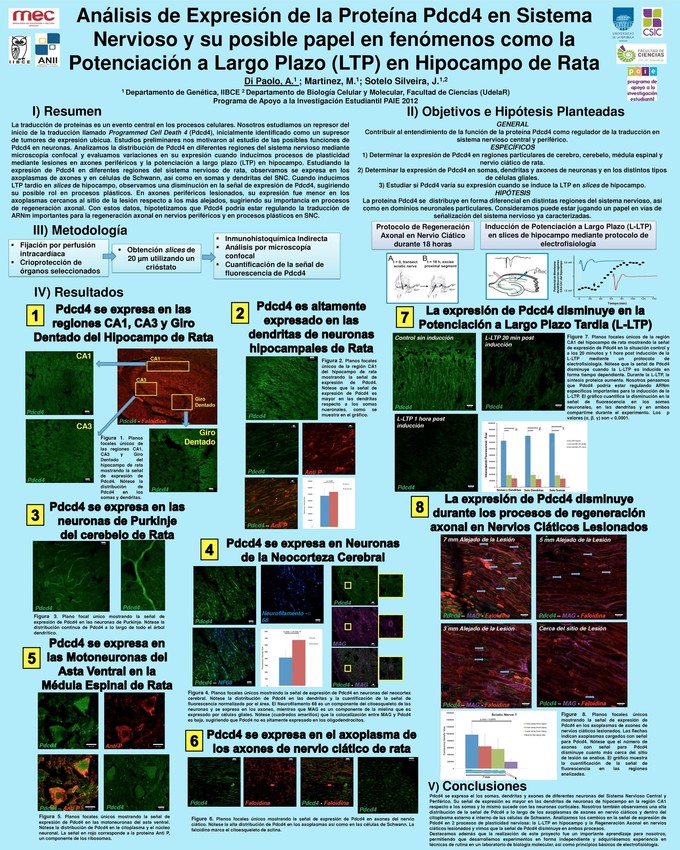 mec
IIBCE
ANII
UNIVERSIDAD
DE LA REPÚBLICA
CSIC
FACULTAD DE
CIENCIAS
paie
programa de
apoyo a la
investigación
estudiantil
Análisis de Expresión de la Proteína Pdcd4 en Sistema
Nervioso y su posible papel en fenómenos como la
Potenciación a Largo Plazo (LTP) en Hipocampo de Rata
Di Paolo, A.¹ ; Martinez, M.¹; Sotelo Silveira, J.¹,²
¹ Departamento de Genética, IIBCE ² Departamento de Biología Celular y Molecular, Facultad de Ciencias (UdelaR)
Programa de Apoyo a la Investigación Estudiantil PAIE 2012
I) Resumen
La traducción de proteínas es un evento central en los procesos celulares. Nosotros estudiamos un represor del
inicio de la traducción llamado Programmed Cell Death 4 (Pdcd4), inicialmente identificado como un supresor
de tumores de expresión ubicua. Estudios preliminares nos motivaron al estudio de las posibles funciones de
Pdcd4 en neuronas. Analizamos la distribución de Pdcd4 en diferentes regiones del sistema nervioso mediante
microscopía confocal y evaluamos variaciones en su expresión cuando inducimos procesos de plasticidad
mediante lesiones en axones periféricos y la potenciación a largo plazo (LTP) en hipocampo. Estudiando la
expresión de Pdcd4 en diferentes regiones del sistema nervioso de rata, observamos se expresa en los
axoplasmas de axones y en células de Schwann, así como en somas y dendritas del SNC. Cuando inducimos
LTP tardío en slices de hipocampo, observamos una disminución en la señal de expresión de Pdcd4, sugiriendo
su posible rol en procesos plásticos. En axones periféricos lesionados, su expresión fue menor en los
axoplasmas cercanos al sitio de la lesión respecto a los más alejados, sugiriendo su importancia en procesos
de regeneración axonal. Con estos datos, hipotetizamos que Pdcd4 podría estar regulando la traducción de
ARNm importantes para la regeneración axonal en nervios periféricos y en procesos plásticos en SNC.
II) Objetivos e Hipótesis Planteadas
GENERAL
Contribuir al entendimiento de la función de la proteína Pdcd4 como regulador de la traducción en
sistema nervioso central y periférico.
ESPECÍFICOS
1) Determinar la expresión de Pdcd4 en regiones particulares de cerebro, cerebelo, médula espinal y
nervio ciático de rata.
2) Determinar la expresión de Pdcd4 en somas, dendritas y axones de neuronas y en los distintos tipos
de células gliales.
3) Estudiar si Pdcd4 varía su expresión cuando se induce la LTP en slices de hipocampo.
HIPÓTESIS
La proteína Pdcd4 se distribuye en forma diferencial en distintas regiones del sistema nervioso, así
como en dominios neuronales particulares. Consideramos puede estar jugando un papel en vías de
señalización del sistema nervioso ya caracterizadas.
III) Metodología
• Fijación por perfusión
intracardíaca
• Crioprotección de
órganos seleccionados
• Obtención slices de
20 µm utilizando un
crióstato
• Inmunohistoquímica Indirecta
• Análisis por microscopía
confocal
• Cuantificación de la señal de
fluorescencia de Pdcd4
Protocolo de Regeneración
Axonal en Nervio Ciático
durante 18 horas
Inducción de Potenciación a Largo Plazo (L-LTP)
en slices de hipocampo mediante protocolo de
electrofisiología
A
B
Tiempo (min)
IV) Resultados
1
Pdcd4 se expresa en las
regiones CA1, CA3 y Giro
Dentado del Hipocampo de Rata
CA1
CA1
CA3
Giro
Dentado
Pdcd4
Pdcd4 - Faloidina
CA3
Giro
Dentado
Pdcd4
Pdcd4
Figura 1. Planos
focales únicos de
las regiones CA1,
CA3 y Giro
Dentado del
hipocampo de rata
mostrando la señal
de expresión de
Pdcd4. Nótese la
distribución de
Pdcd4 en los
somas y dendritas.
2
Pdcd4 es altamente
expresado en las
dendritas de neuronas
hipocampales de Rata
Figura 2. Planos focales
únicos de la región CA1
del hipocampo de rata
mostrando la señal de
expresión de Pdcd4.
Nótese que la señal de
expresión de Pdcd4 es
mayor en las dendritas
respecto a los somas
nueronales, como se
muestra en el gráfico.
Pdcd4
Pdcd4
Anti P
Pdcd4 - Anti P
3
Pdcd4 se expresa en las
neuronas de Purkinje
del cerebelo de Rata
Pdcd4
Pdcd4
Figura 3. Plano focal único mostrando la señal de
expresión de Pdcd4 en las neuronas de Purkinje. Nótese la
distribución contínua de Pdcd4 a lo largo de todo el árbol
dendrítico.
4
Pdcd4 se expresa en Neuronas
de la Neocorteza Cerebral
Pdcd4
Neurofilamento
68
Pdcd4 - NF68
Pdcd4
MAG
Pdcd4 - MAG
Figura 4. Planos focales únicos mostrando la señal de expresión de Pdcd4 en neuronas del neocortex
cerebral. Nótese la distribución de Pdcd4 en las dendritas y la cuantificación de la señal de
fluorescencia normalizada por el área. El Neurofilamento 68 es un componente del citoesqueleto de las
neuronas y se expresa en los axones, mientras que MAG es un componente de la mielina que es
expresado por células gliales. Nótese (cuadrados amarillos) que la colocalización entre MAG y Pdcd4
es baja, sugiriendo que Pdcd4 no es altamente expresado en los oligodendrocitos.
5
Pdcd4 se expresa en
las Motoneuronas del
Asta Ventral en la
Médula Espinal de Rata
Pdcd4
Anti-P
Pdcd4 - Anti P
Pdcd4
Figura 5. Planos focales únicos mostrando la señal de
expresión de Pdcd4 en las motoneuronas del asta ventral.
Nótese la distribución de Pdcd4 en le citoplasma y el núcleo
neuronal. La señal en rojo corresponde a la proteína Anti P,
un componente de los ribosomas.
6
Pdcd4 se expresa en el axoplasma de
los axones de nervio ciático de rata
Pdcd4
Faloidina
Pdcd4 - Faloidina
Pdcd4 - Faloidina
Figura 6. Planos focales únicos mostrando la señal de expresión de Pdcd4 en axones del nervio
ciático. Nótese la alta distribución de Pdcd4 en los axoplasmas así como en las células de Schwann. La
faloidina marca el citoesqueleto de actina.
7
La expresión de Pdcd4 disminuye en la
Potenciación a Largo Plazo Tardía (L-LTP)
Control sin inducción
L-LTP 20 min post
inducción
Pdcd4
Pdcd4
L-LTP 1 hora post
inducción
Pdcd4
Figura 7. Planos focales únicos de la región
CA1 del hipocampo de rata mostrando la señal
de expresión de Pdcd4 en la situación control y
a los 20 minutos y 1 hora post inducción de la
L-LTP mediante un protocolo de
electrofisiología. Nótese que la señal de Pdcd4
disminuye cuando la L-LTP es inducida en
forma tiempo dependiente. Durante la L-LTP, la
síntesis proteica aumenta. Nosotros pensamos
que Pdcd4 podría estar regulando ARNm
específicos importantes para la inducción de la
L-LTP. El gráfico cuantifica la disminución en la
señal de fluorescencia en los somas
neuronales, en las dendritas y en ambos
compartime durante el experimento. Los p
valores (α, β, γ) son < 0,0001.
8
La expresión de Pdcd4 disminuye
durante los procesos de regeneración
axonal en Nervios Ciáticos Lesionados
7 mm Alejado de la Lesión
5 mm Alejado de la Lesión
Pdcd4 - MAG - Faloidina
Pdcd4 - MAG - Faloidina
3 mm Alejado de la Lesión
Cerca del sitio de Lesión
Pdcd4 - MAG - Faloidina
Pdcd4 - MAG - Faloidina
Sciatic Nerve 1
Figura 8. Planos focales únicos
mostrando la señal de expresión de
Pdcd4 en los axoplasmas de axones de
nervios ciáticos lesionados. Las flechas
indican axoplasmas cargados con señal
para Pdcd4. Nótese que el número de
axones con señal para Pdcd4
disminuye cuanto más cerca del sitio
de lesión se analiza. El gráfico muestra
la cuantificación de la señal de
fluorescencia en las regiones
analizadas.
V) Conclusiones
Pdcd4 se expresa en los somas, dendritas y axones de diferentes neuronas del Sistema Nervioso Central y
Periférico. Su señal de expresión es mayor en las dendritas de neuronas de hipocampo en la región CA1
respecto a los somas y lo mismo sucede con las neuronas corticales. Nosotros también observamos una alta
distribución de la señal de Pdcd4 a lo largo de los axoplasmas de axones en nervio ciáticos y dentro del
citoplasma externo e interno de las células de Schwann. Analizamos los cambios en la señal de expresión de
Pdcd4 en 2 procesos de plasticidad nerviosa: la L-LTP en hipocampo y la Regeneración Axonal en nervios
ciáticos lesionados y vimos que la señal de Pdcd4 disminuye en ambos procesos.
Destacamos además que la realización de este proyecto fue un importante aprendizaje para nosotros,
permitiendo que desarrollemos experimentos en forma independiente y adquiriésemos experiencia en
técnicas de rutina en un laboratorio de biología molecular, así como principios básicos de electrofisiología.